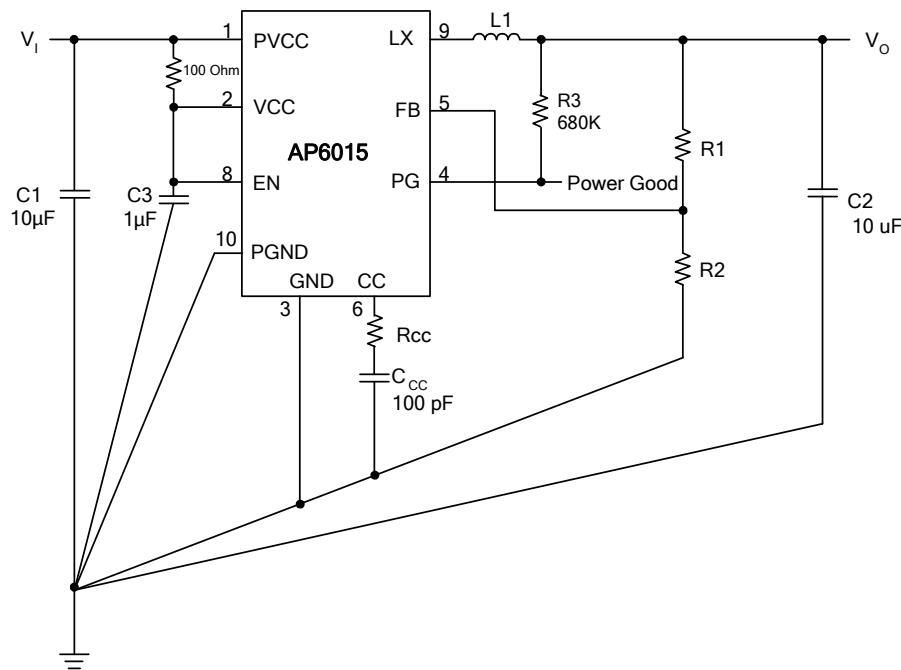 V_I
1
PVCC
LX
9
L1
V_O
100 Ohm
2
VCC
FB
5
R3
680K
R1
AP6015
8
EN
PG
4
Power Good
C1
10µF
C3
1µF
C2
10 uF
10
PGND
R2
GND
CC
3
6
Rcc
C_CC
100 pF